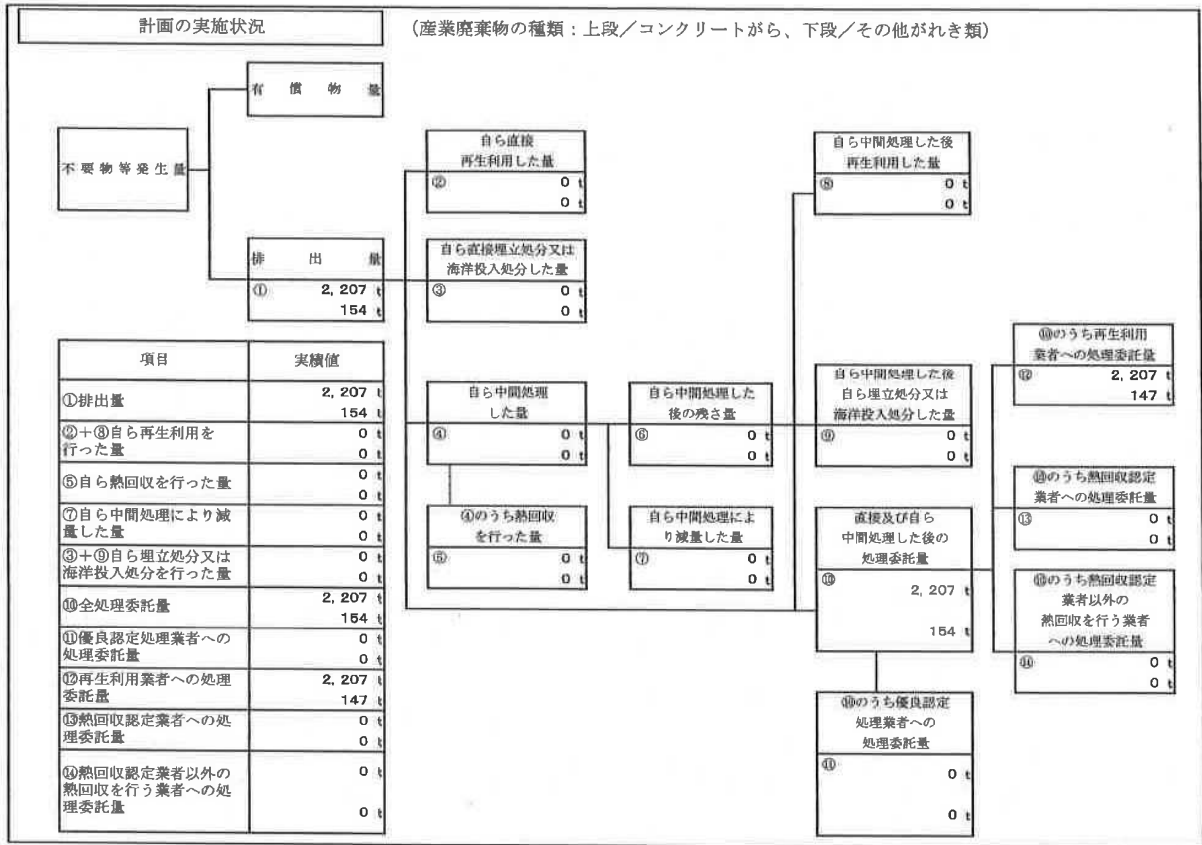 計画の実施状況
(産業廃棄物の種類:上段/コンクリートがら、下段/その他がれき類)
有償物量
不要物等発生量
排出量
① 2,207 t
154 t
自ら直接
再生利用した量
② 0 t
0 t
自ら直接埋立処分又は
海洋投入処分した量
③ 0 t
0 t
自ら中間処理した後
再生利用した量
⑧ 0 t
0 t
自ら中間処理
した量
④ 0 t
0 t
④のうち熱回収
を行った量
⑤ 0 t
0 t
自ら中間処理した
後の残さ量
⑥ 0 t
0 t
自ら中間処理によ
り減量した量
⑦ 0 t
0 t
自ら中間処理した後
自ら埋立処分又は
海洋投入処分した量
⑨ 0 t
0 t
直接及び自ら
中間処理した後の
処理委託量
⑩
2,207 t
154 t
⑩のうち優良認定
処理業者への
処理委託量
⑪
0 t
0 t
⑩のうち再生利用
業者への処理委託量
⑫ 2,207 t
147 t
⑩のうち熱回収認定
業者への処理委託量
⑬ 0 t
0 t
⑩のうち熱回収認定
業者以外の
熱回収を行う業者
への処理委託量
⑭ 0 t
0 t
項目 実績値
①排出量 2,207 t
154 t
②+⑧自ら再生利用を
行った量
0 t
0 t
⑤自ら熱回収を行った量
0 t
0 t
⑦自ら中間処理により減
量した量
0 t
0 t
③+⑨自ら埋立処分又は
海洋投入処分を行った量
0 t
0 t
⑩全処理委託量
2,207 t
154 t
⑪優良認定処理業者への
処理委託量
0 t
0 t
⑫再生利用業者への処理
委託量
2,207 t
147 t
⑬熱回収認定業者への処
理委託量
0 t
0 t
⑭熱回収認定業者以外の
熱回収を行う業者への処
理委託量
0 t
0 t